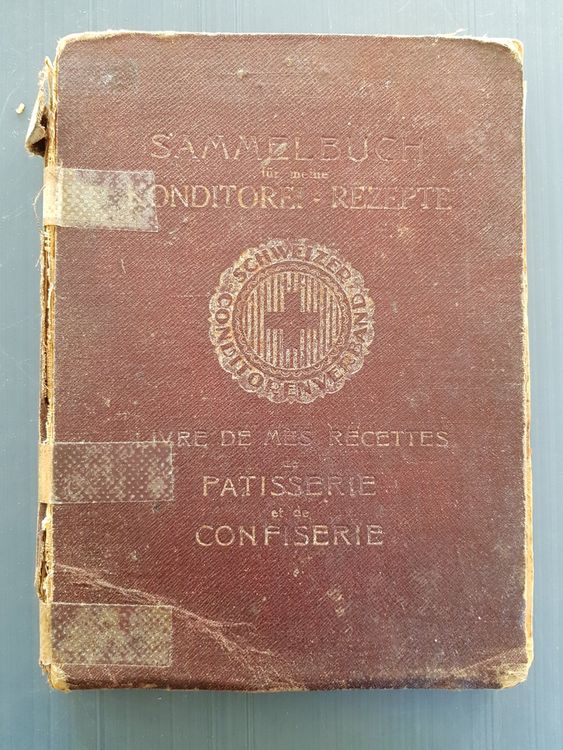 SAMMELBUCH
für meine
KONDITOREI - REZEPTE
SCHWEIZER.
CONDITORENVERBAND
LIVRE DE MES RECETTES
de
PATISSERIE
et de
CONFISERIE